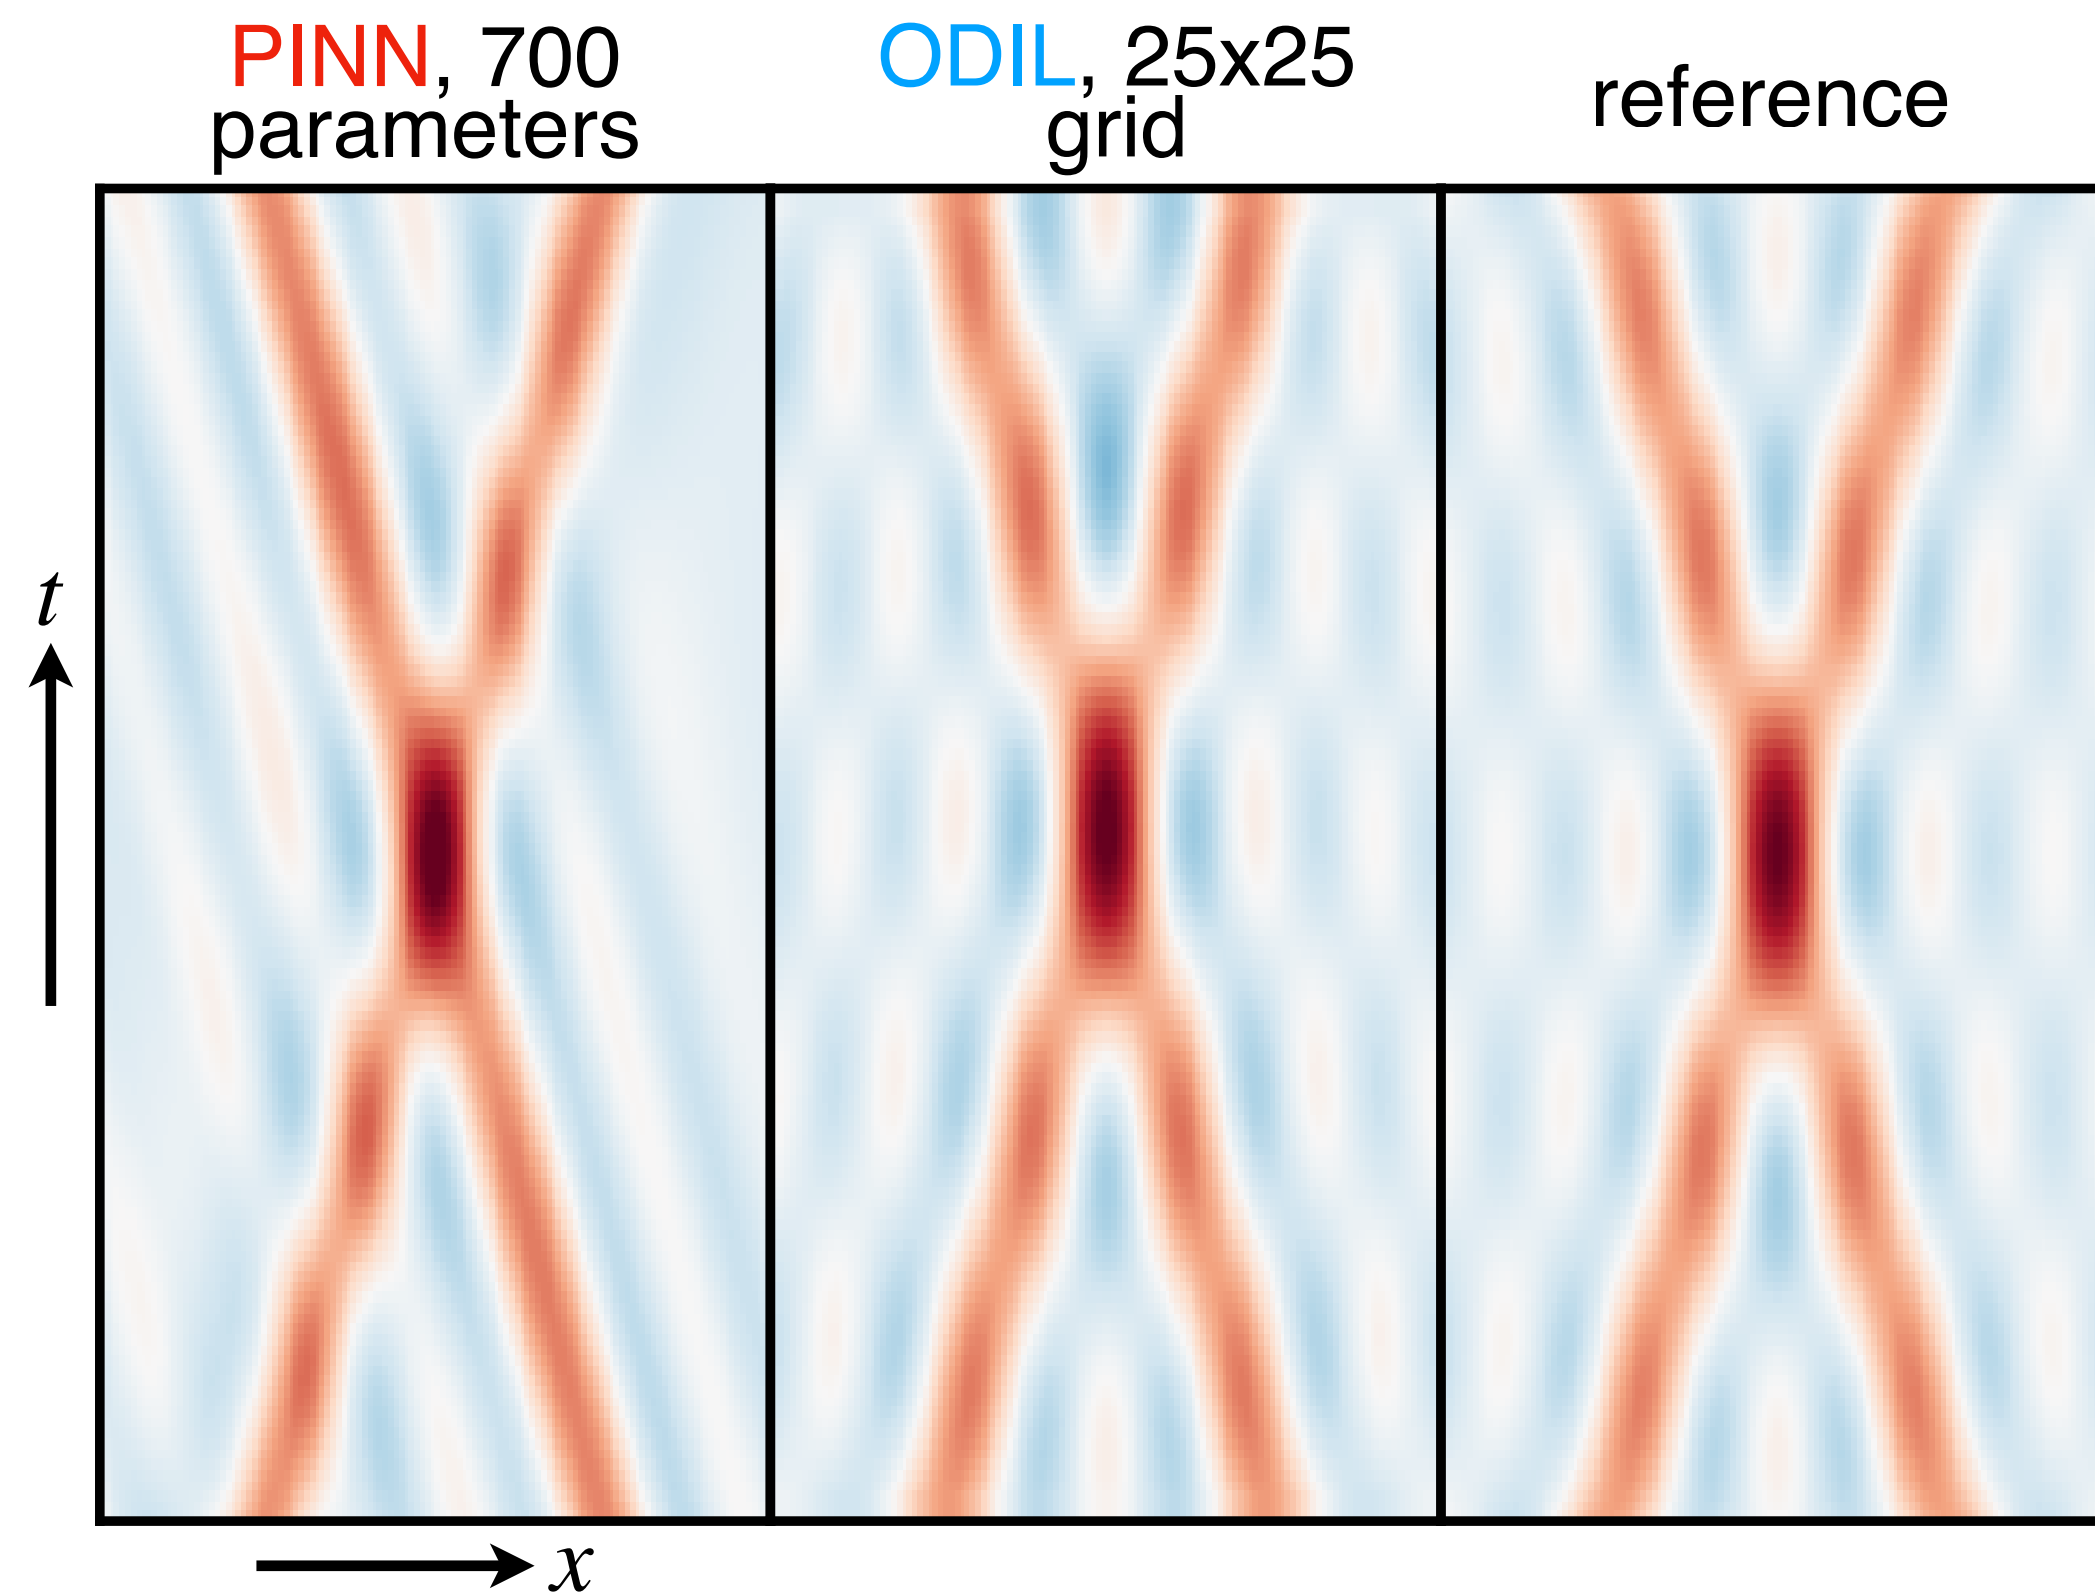 PINN, 700
parameters
ODIL, 25x25
grid
reference
t
x